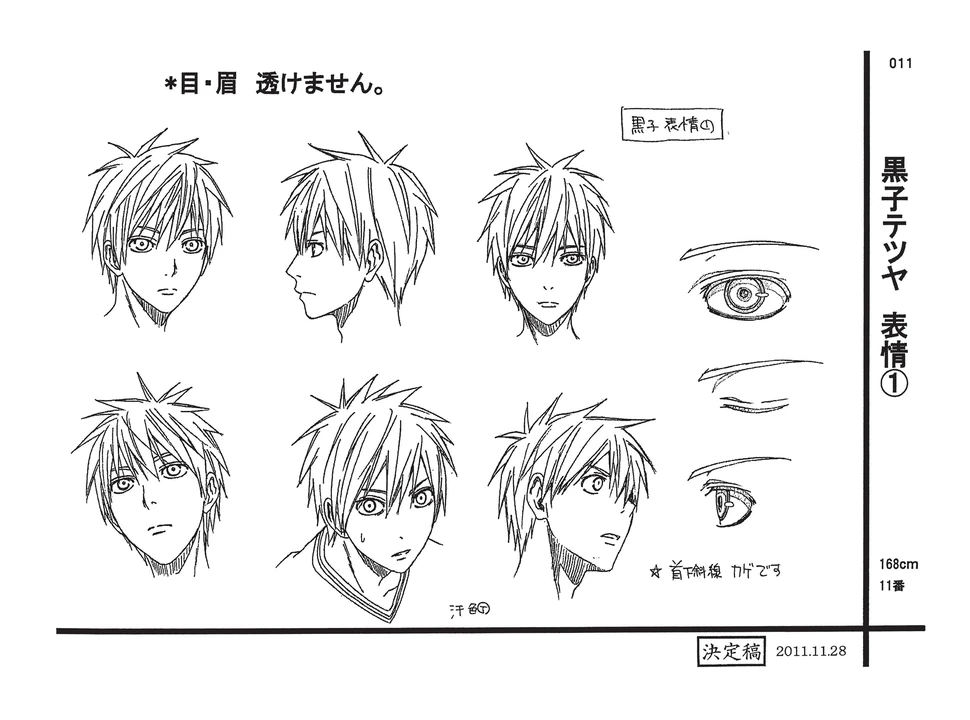 011
*目・眉 透けません。
黒子 表情①
黒子テツヤ 表情①
☆ 首下斜線 カゲです
168cm
11番
決定稿 2011.11.28